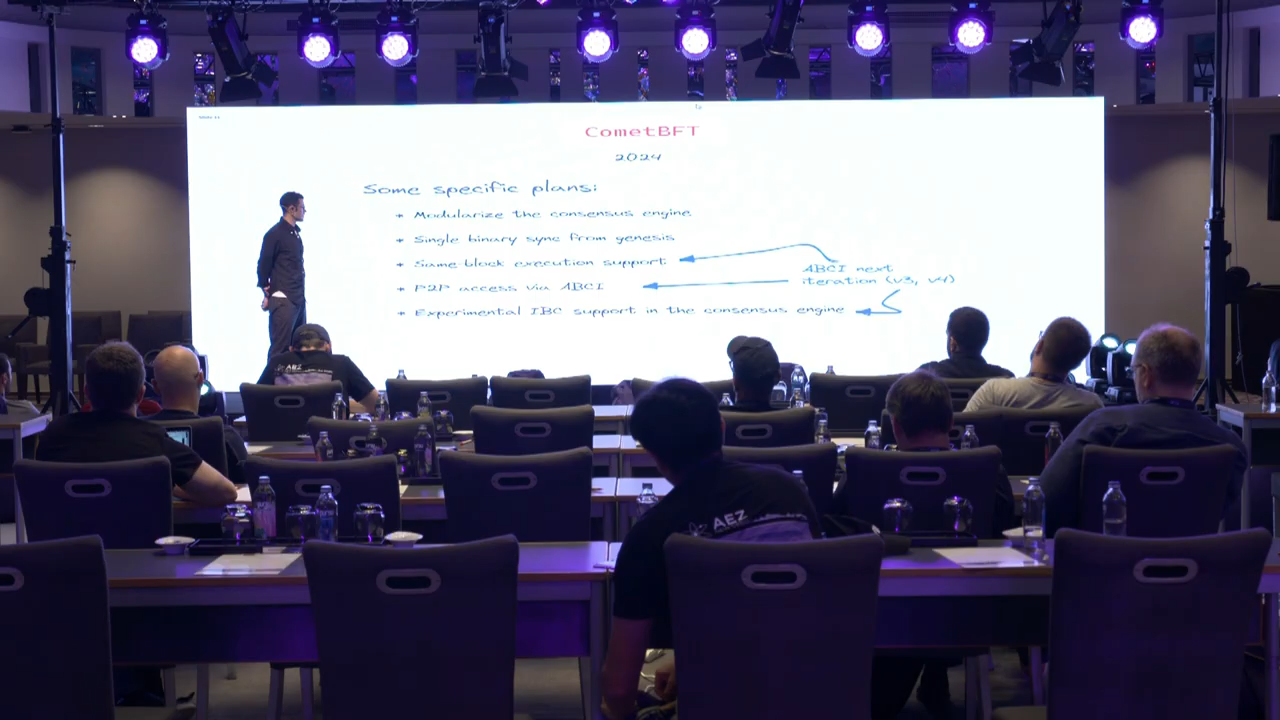 CometBFT
2024
Some specific plans:
* Modularize the consensus engine
* Single binary sync from genesis
* Same-block execution support
* P2P access via ABCI
* Experimental IBC support in the consensus engine
ABCI next
iteration (v3, v4)
AEZ
AEZ